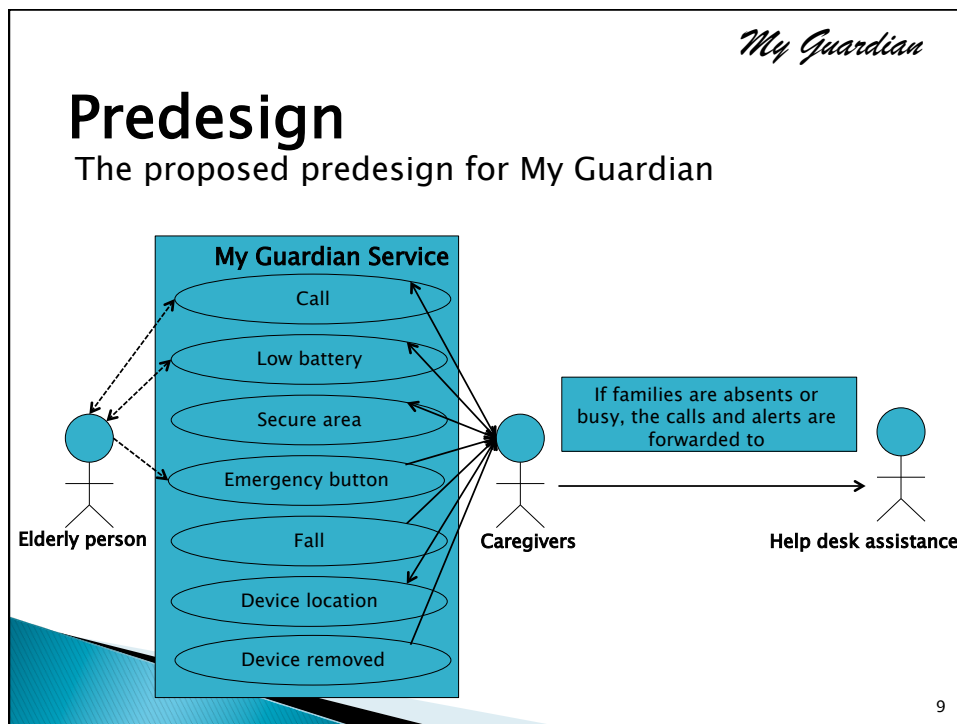 My Guardian
Predesign
The proposed predesign for My Guardian
My Guardian Service
Call
Low battery
Secure area
Emergency button
Fall
Device location
Device removed
Elderly person
Caregivers
If families are absents or
busy, the calls and alerts are
forwarded to
Help desk assistance
9